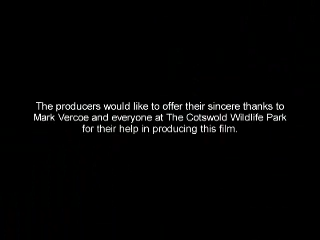 The producers would like to offer their sincere thanks to
Mark Vercoe and everyone at The Cotswold Wildlife Park
for their help in producing this film.